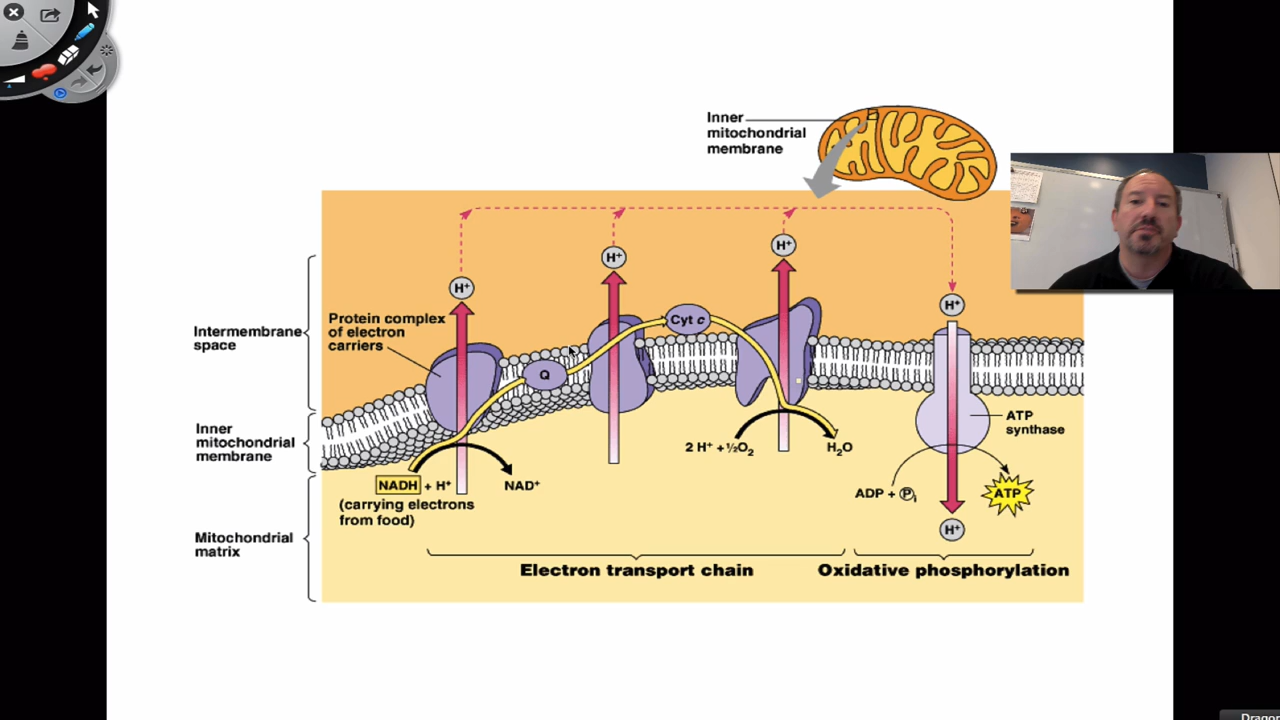 Inner
mitochondrial
membrane
H⁺
H⁺
H⁺
H⁺
Protein complex
of electron
carriers
Intermembrane
space
Q
Cyt c
ATP
synthase
Inner
mitochondrial
membrane
2 H⁺ + ½O₂
H₂O
NADH + H⁺
NAD⁺
(carrying electrons
from food)
ADP + Pᵢ
ATP
H⁺
Mitochondrial
matrix
Electron transport chain
Oxidative phosphorylation